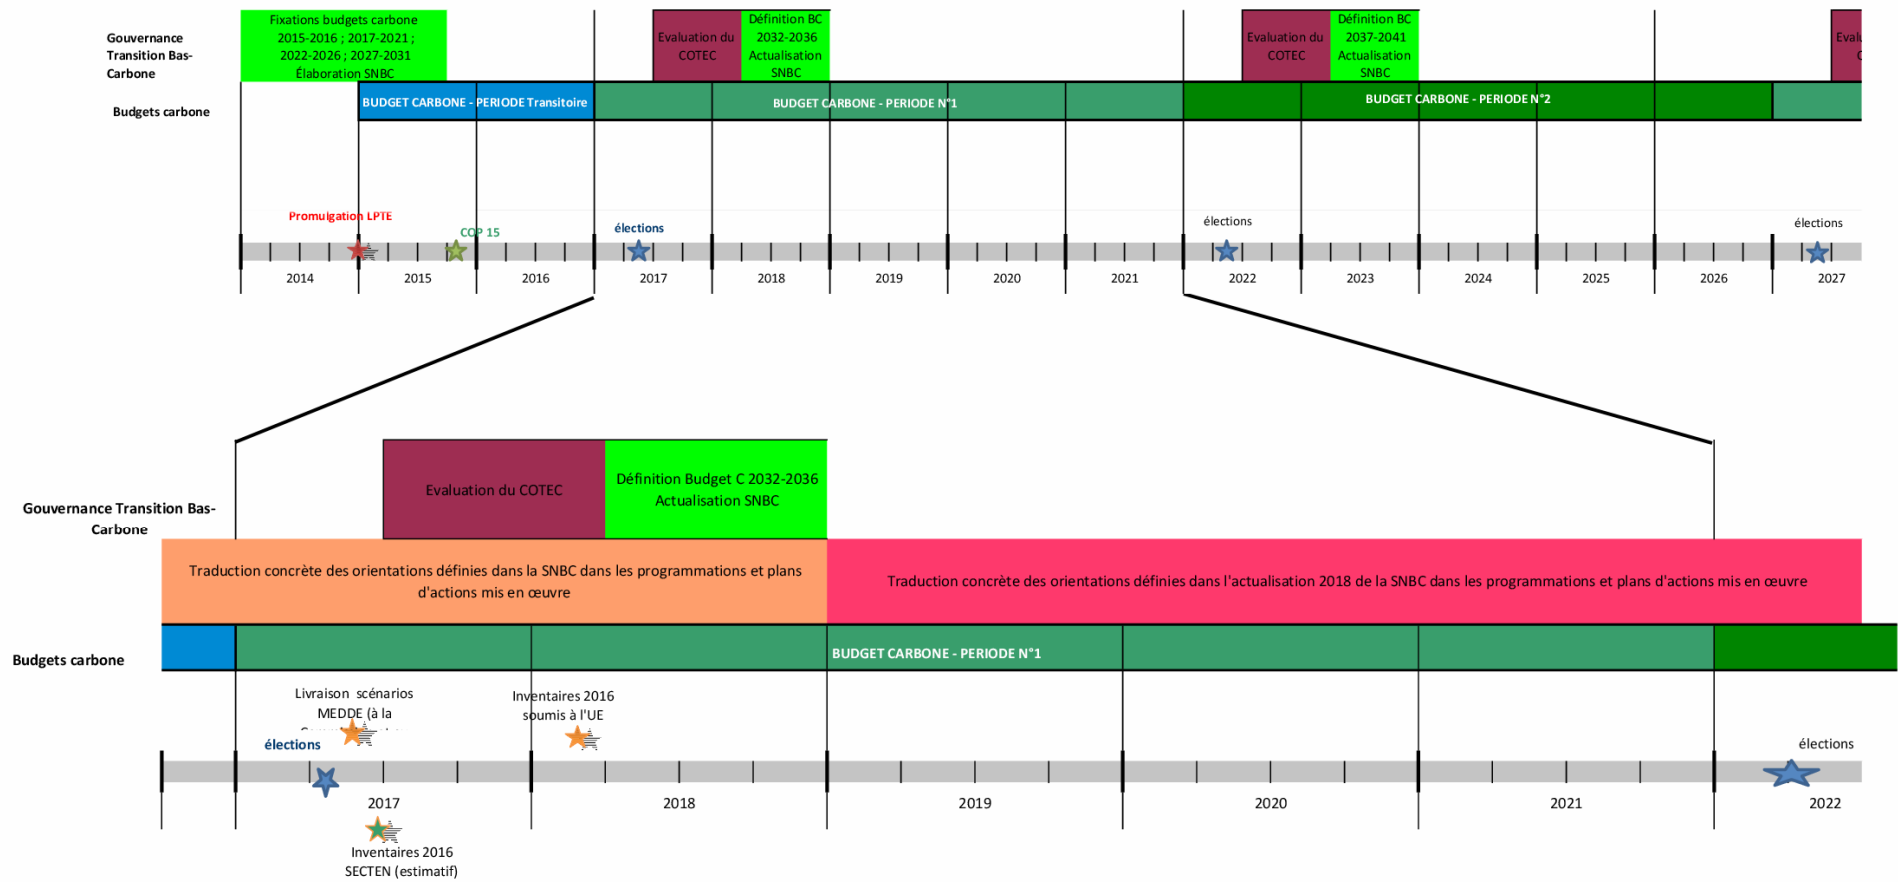 Fixations budgets carbone
2015-2016 ; 2017-2021 ;
2022-2026 ; 2027-2031
Élaboration SNBC
Gouvernance
Transition Bas-
Carbone
Evaluation du
COTEC
Définition BC
2032-2036
Actualisation
SNBC
Evaluation du
COTEC
Définition BC
2037-2041
Actualisation
SNBC
Budgets carbone
BUDGET CARBONE - PERIODE Transitoire
BUDGET CARBONE - PERIODE N°1
BUDGET CARBONE - PERIODE N°2
Promulgation LPTE
COP 15
élections
élections
élections
2014
2015
2016
2017
2018
2019
2020
2021
2022
2023
2024
2025
2026
2027
Gouvernance Transition Bas-
Carbone
Evaluation du COTEC
Définition Budget C 2032-2036
Actualisation SNBC
Traduction concrète des orientations définies dans la SNBC dans les programmations et plans
d'actions mis en œuvre
Traduction concrète des orientations définies dans l'actualisation 2018 de la SNBC dans les programmations et plans d'actions mis en œuvre
Budgets carbone
BUDGET CARBONE - PERIODE N°1
Livraison scénarios
MEDDE (à la
Inventaires 2016
soumis à l'UE
élections
élections
2017
2018
2019
2020
2021
2022
Inventaires 2016
SECTEN (estimatif)